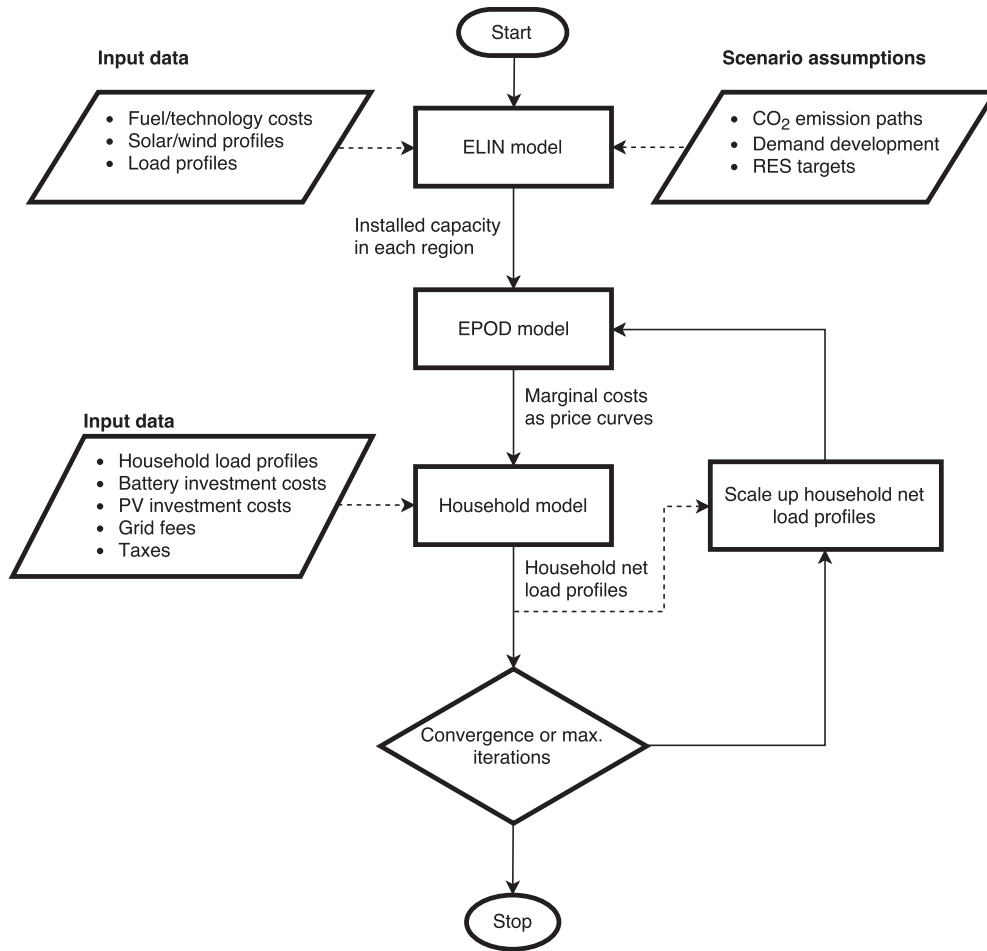 Start
Input data
• Fuel/technology costs
• Solar/wind profiles
• Load profiles
Scenario assumptions
• CO₂ emission paths
• Demand development
• RES targets
ELIN model
Installed capacity
in each region
EPOD model
Marginal costs
as price curves
Input data
• Household load profiles
• Battery investment costs
• PV investment costs
• Grid fees
• Taxes
Household model
Scale up household net
load profiles
Household net
load profiles
Convergence or max.
iterations
Stop